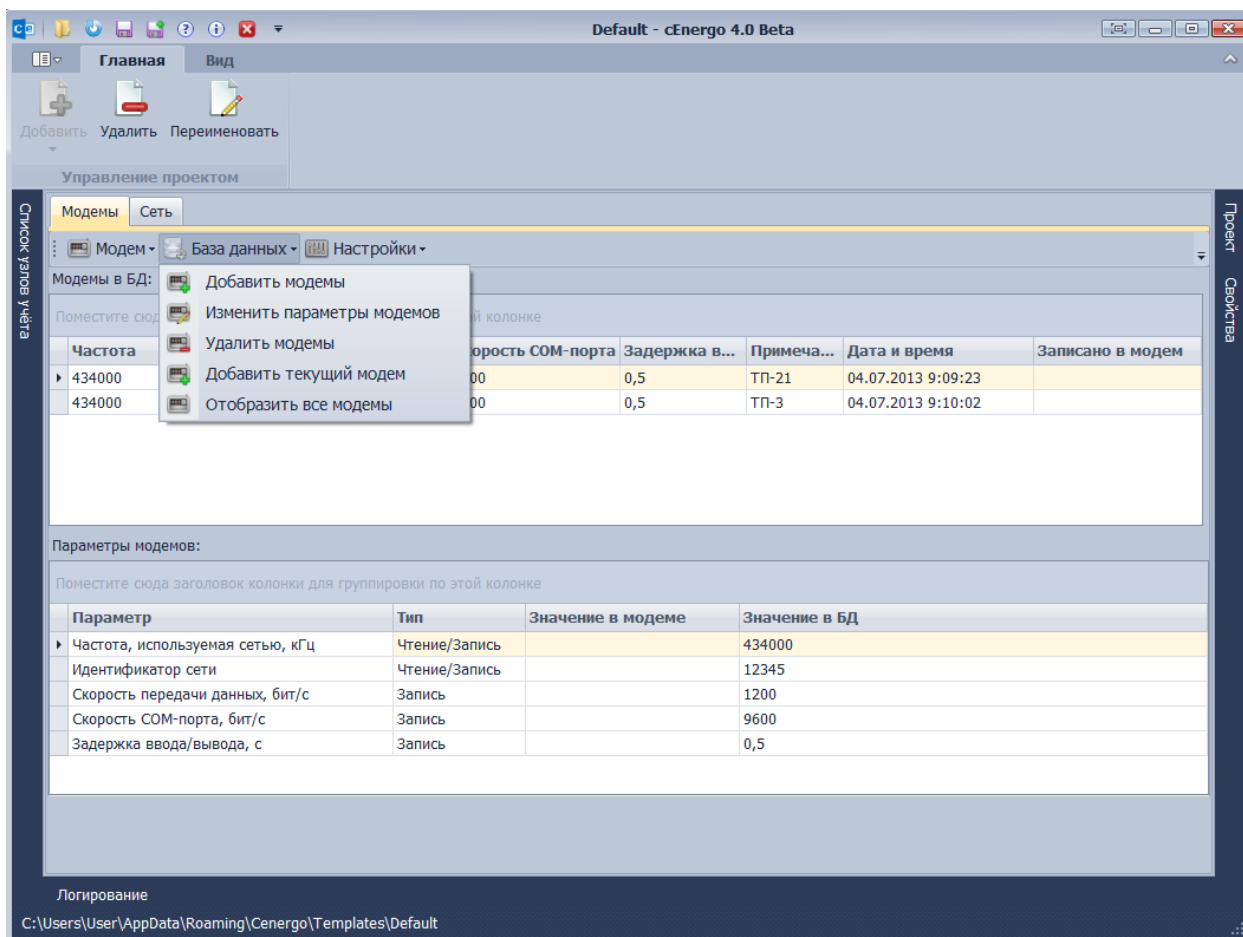 Default - cEnergo 4.0 Beta
Главная Вид
Добавить Удалить Переименовать
Управление проектом
Список узлов учёта
Проект
Свойства
Модемы Сеть
Модем База данных Настройки
Модемы в БД:
Добавить модемы
Изменить параметры модемов
Удалить модемы
Добавить текущий модем
Отобразить все модемы
Поместите сюд й колонке
Частота орость COM-порта Задержка в... Примеча... Дата и время Записано в модем
434000 00 0,5 ТП-21 04.07.2013 9:09:23
434000 00 0,5 ТП-3 04.07.2013 9:10:02
Параметры модемов:
Поместите сюда заголовок колонки для группировки по этой колонке
Параметр Тип Значение в модеме Значение в БД
Частота, используемая сетью, кГц Чтение/Запись 434000
Идентификатор сети Чтение/Запись 12345
Скорость передачи данных, бит/с Запись 1200
Скорость COM-порта, бит/с Запись 9600
Задержка ввода/вывода, с Запись 0,5
Логирование
C:\Users\User\AppData\Roaming\Cenergo\Templates\Default